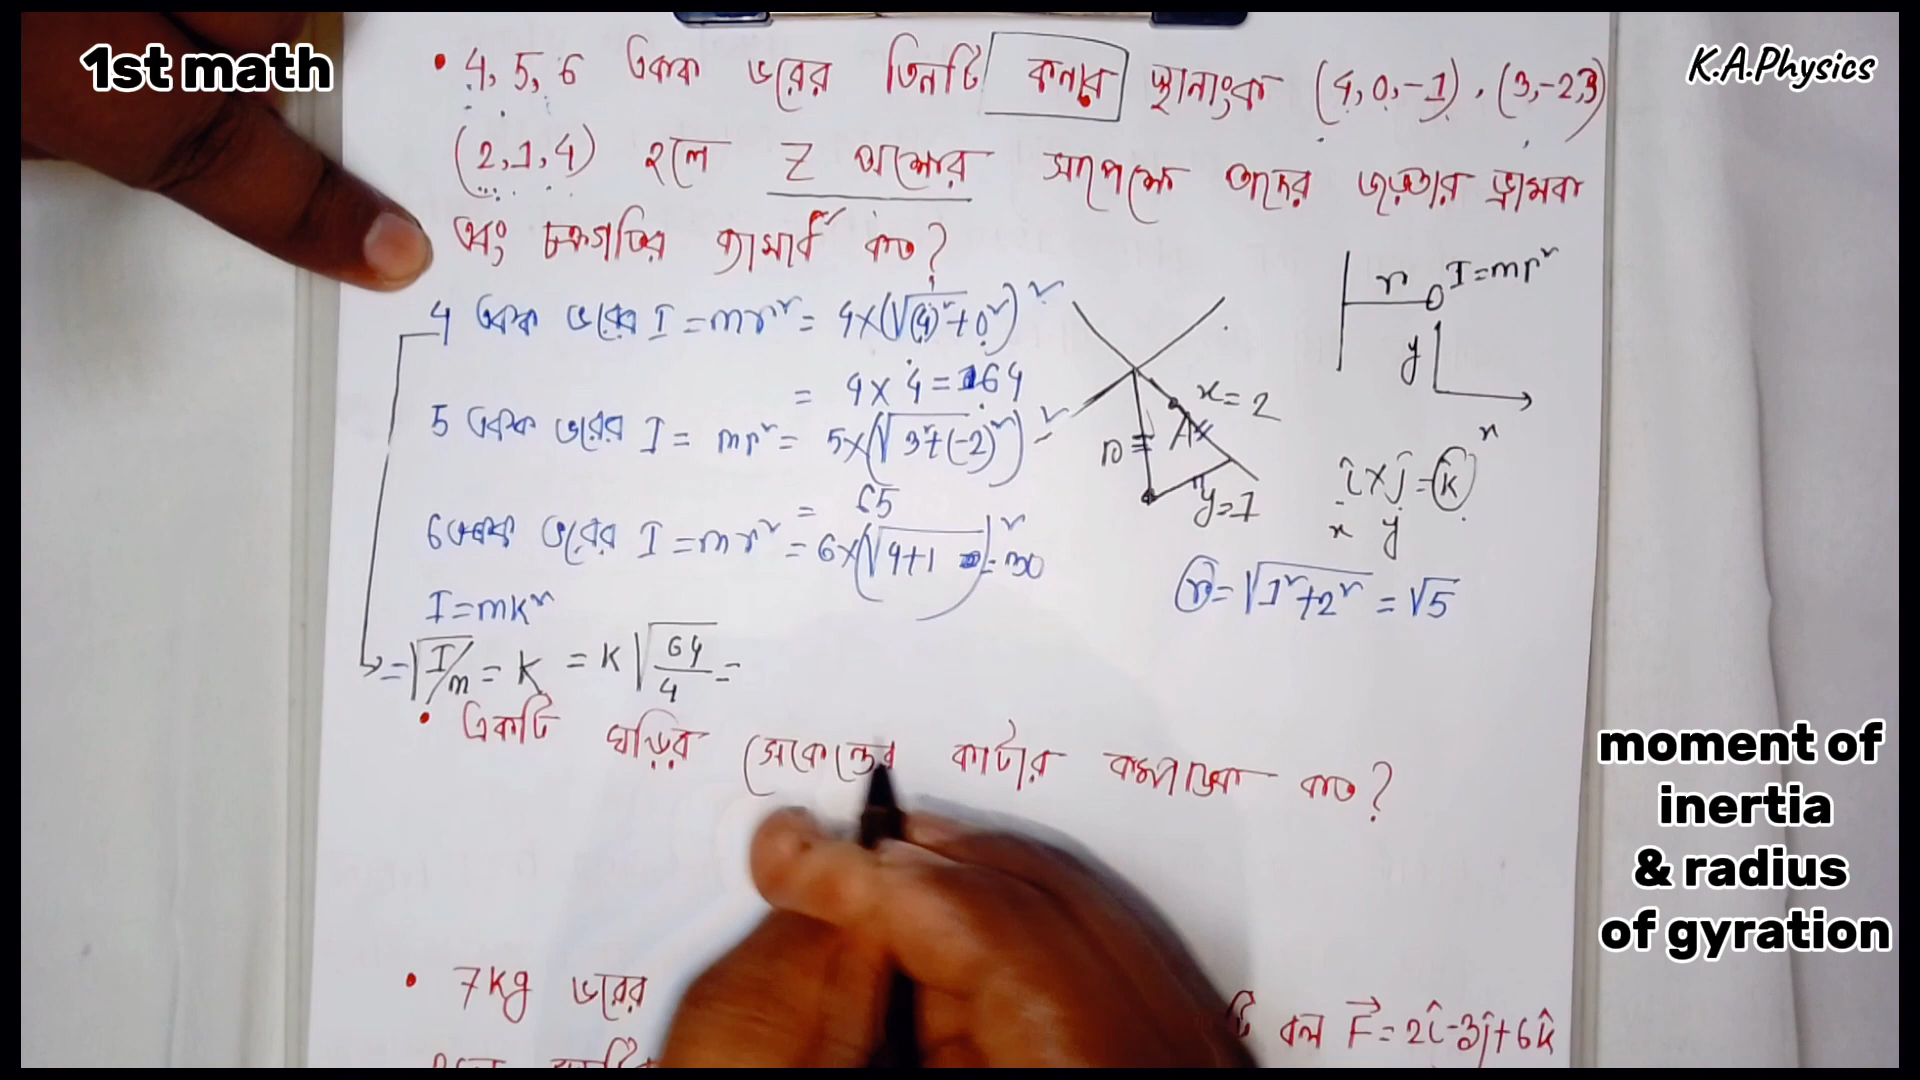 1st math
K.A.Physics
• 4, 5, 6 একক ভরের তিনটি কনার স্থানাংক (4,0,-1), (3,-2,3)
(2,1,4) হলে Z অক্ষের সাপেক্ষে তাদের জড়তার ভ্রামক
এবং চক্রগতির ব্যাসার্ধ কত?
4 একক ভরের I = mr² = 4×(√(4)²+0²)²
= 4×4 = 64
5 একক ভরের I = mr² = 5×(√3²+(-2)²)²
= 65
6 একক ভরের I = mr² = 6×(√4+1)² = 30
I = mk²
= √I/m = K = K √64/4 =
r I = mr²
y
x
x = 2
y = 1
î × ĵ = k̂
x y
r = √1²+2² = √5
• একটি ঘড়ির সেকেন্ডের কাটার কম্পাঙ্ক কত?
moment of
inertia
& radius
of gyration
• 7kg ভরের
টি বল F⃗ = 2î-3ĵ+6k̂